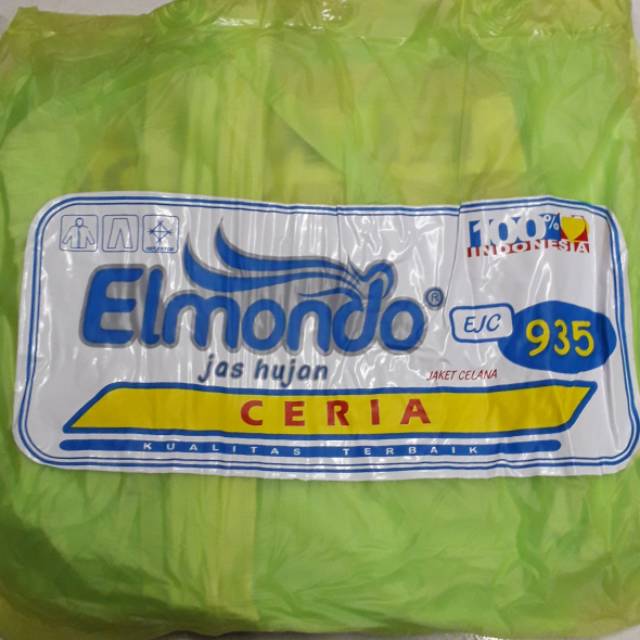 100%
INDONESIA
Elmondo®
jas hujan
EJC
935
JAKET CELANA
CERIA
KUALITAS TERBAIK